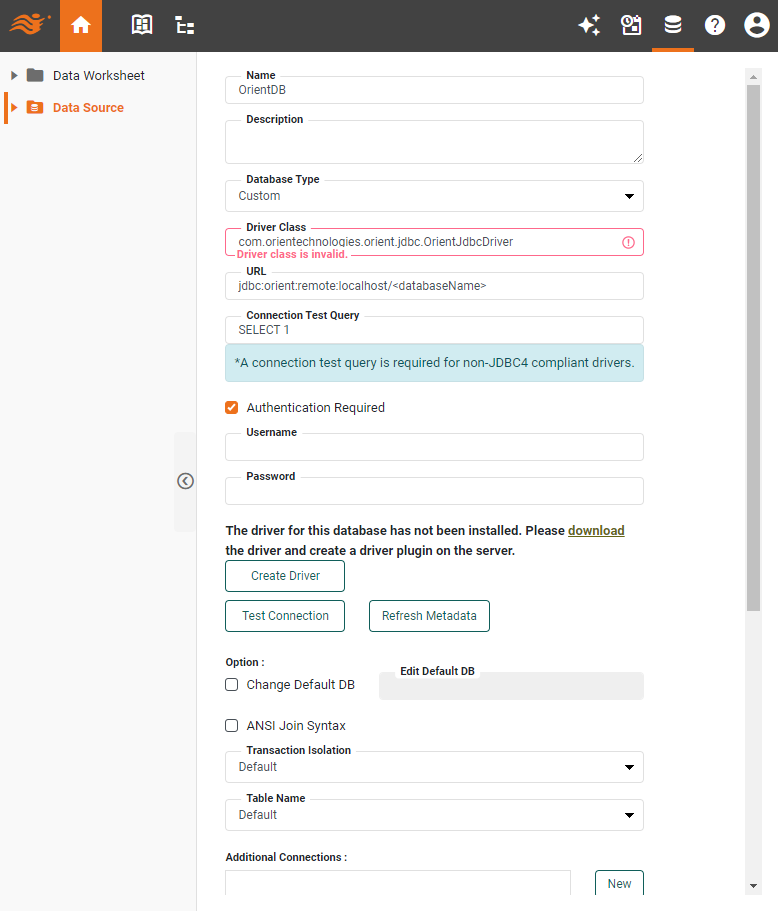 Data Worksheet
Data Source
Name
OrientDB
Description
Database Type
Custom
Driver Class
com.orientechnologies.orient.jdbc.OrientJdbcDriver
Driver class is invalid.
URL
jdbc:orient:remote:localhost/<databaseName>
Connection Test Query
SELECT 1
*A connection test query is required for non-JDBC4 compliant drivers.
Authentication Required
Username
Password
The driver for this database has not been installed. Please download
the driver and create a driver plugin on the server.
Create Driver
Test Connection Refresh Metadata
Option :
Edit Default DB
Change Default DB
ANSI Join Syntax
Transaction Isolation
Default
Table Name
Default
Additional Connections :
New